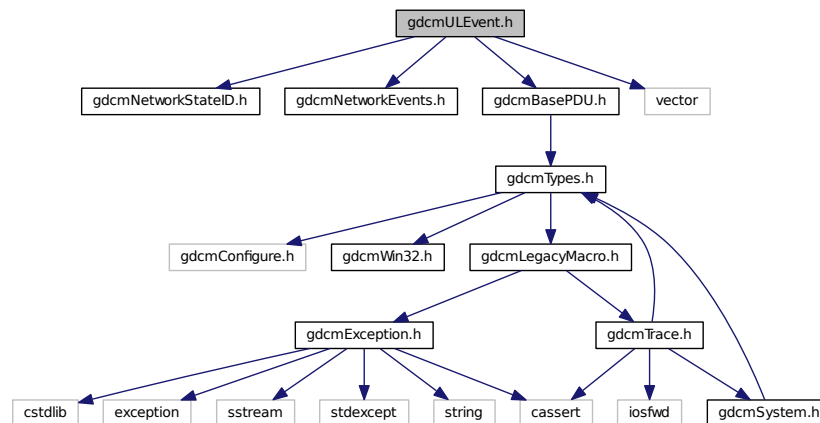 gdcmULEvent.h
gdcmNetworkStateID.h
gdcmNetworkEvents.h
gdcmBasePDU.h
vector
gdcmTypes.h
gdcmConfigure.h
gdcmWin32.h
gdcmLegacyMacro.h
gdcmException.h
gdcmTrace.h
cstdlib
exception
sstream
stdexcept
string
cassert
iosfwd
gdcmSystem.h